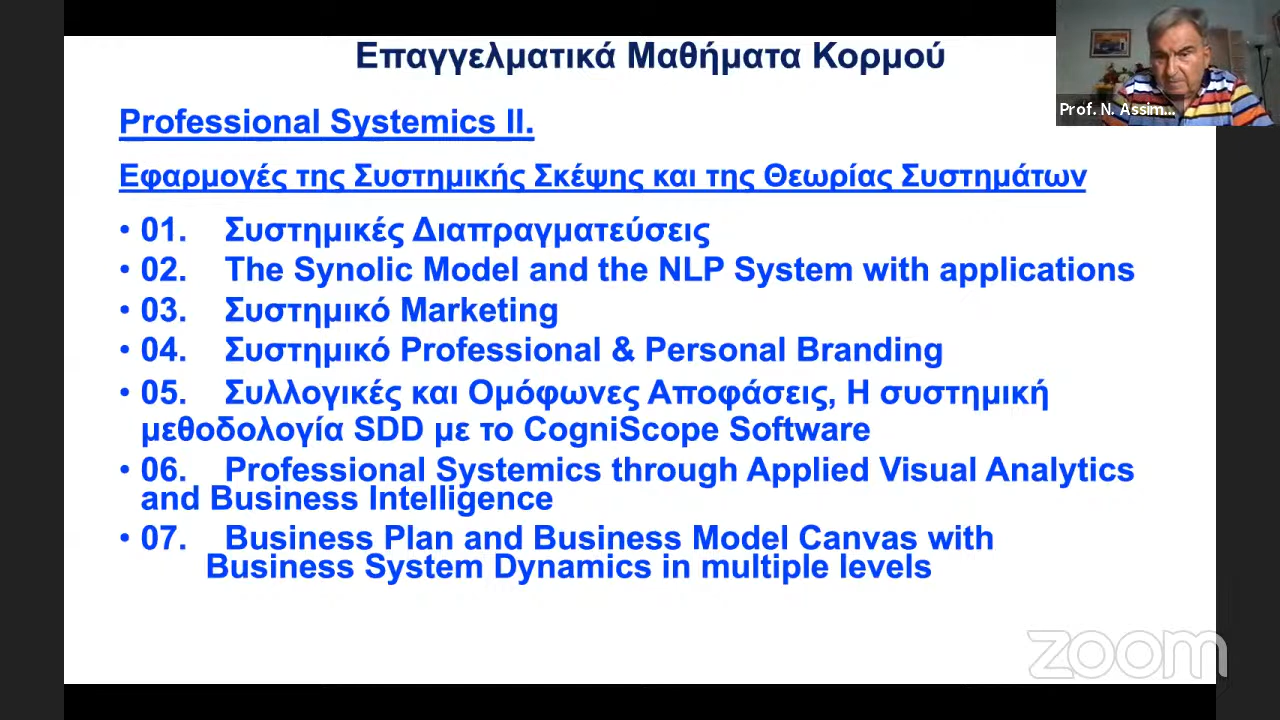 Επαγγελματικά Μαθήματα Κορμού
Prof. N. Assim...
Professional Systemics II.
Εφαρμογές της Συστημικής Σκέψης και της Θεωρίας Συστημάτων
• 01. Συστημικές Διαπραγματεύσεις
• 02. The Synolic Model and the NLP System with applications
• 03. Συστημικό Marketing
• 04. Συστημικό Professional & Personal Branding
• 05. Συλλογικές και Ομόφωνες Αποφάσεις, Η συστημική
μεθοδολογία SDD με το CogniScope Software
• 06. Professional Systemics through Applied Visual Analytics
and Business Intelligence
• 07. Business Plan and Business Model Canvas with
Business System Dynamics in multiple levels
zoom